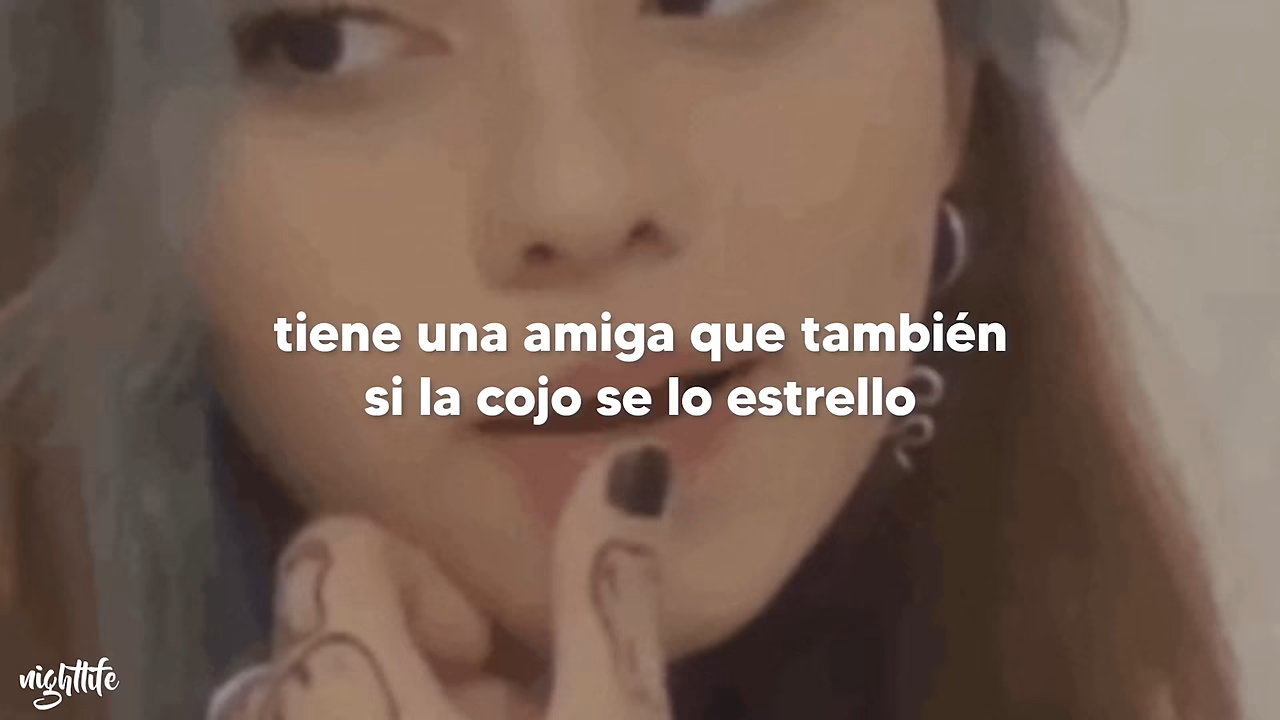 tiene una amiga que también
si la cojo se lo estrello
nightlife